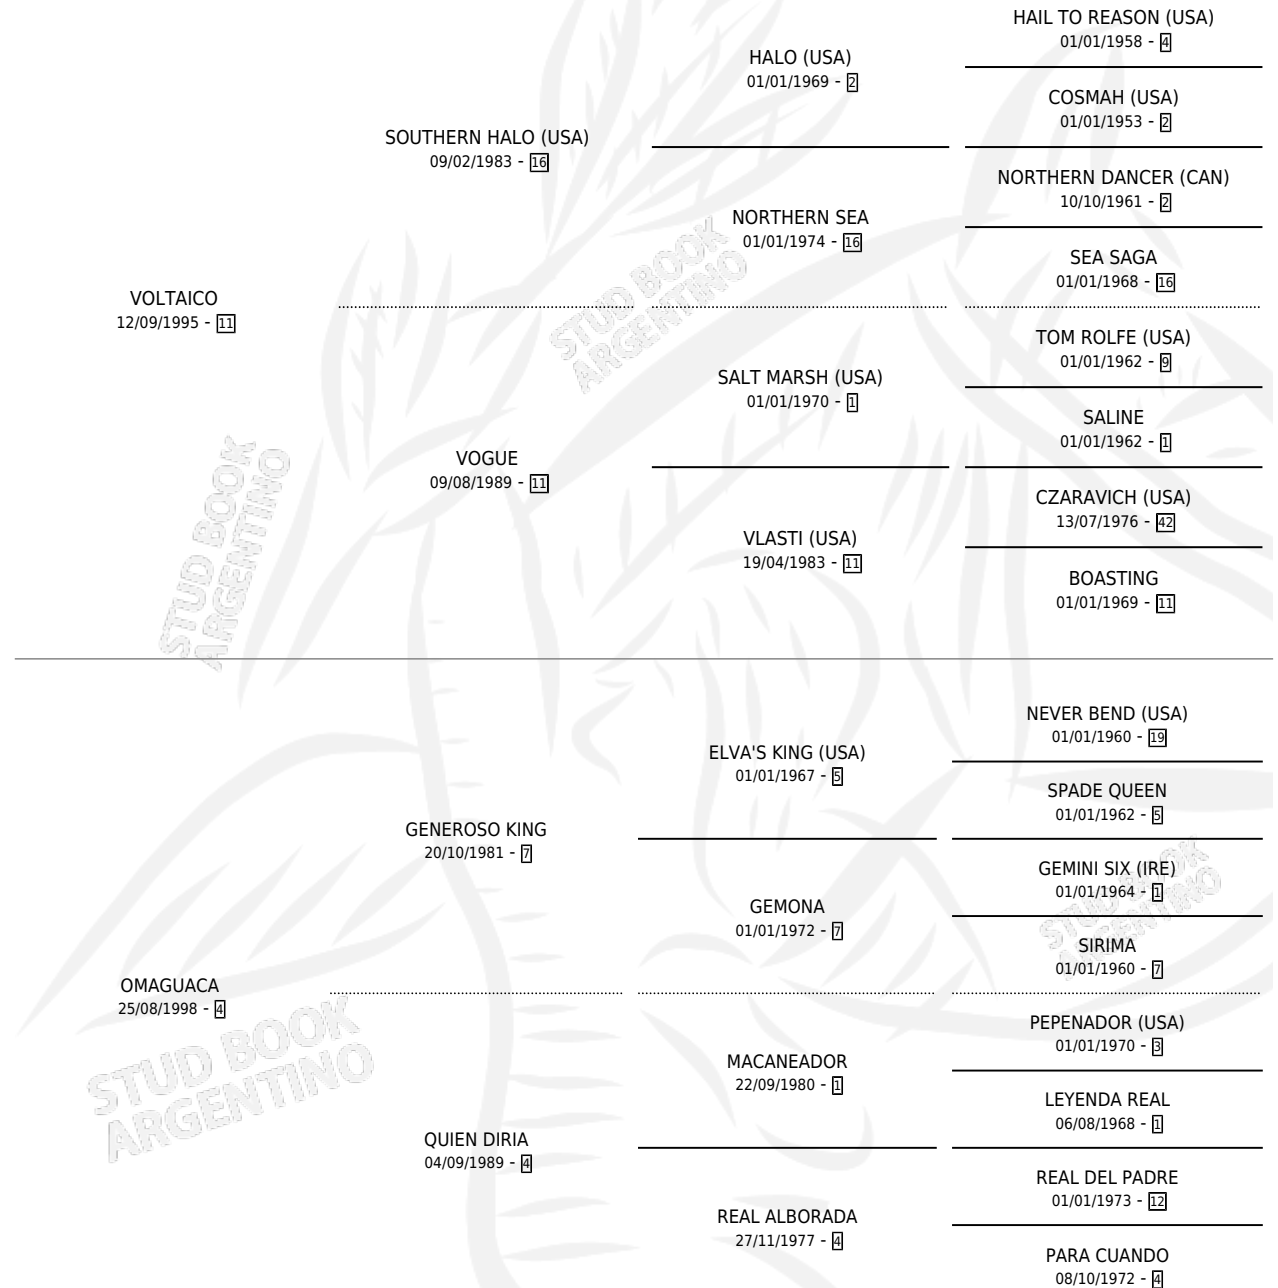 HAIL TO REASON (USA)
01/01/1958 - 4
HALO (USA)
01/01/1969 - 2
COSMAH (USA)
01/01/1953 - 2
SOUTHERN HALO (USA)
09/02/1983 - 16
NORTHERN DANCER (CAN)
10/10/1961 - 2
NORTHERN SEA
01/01/1974 - 16
SEA SAGA
01/01/1968 - 16
VOLTAICO
12/09/1995 - 11
TOM ROLFE (USA)
01/01/1962 - 9
SALT MARSH (USA)
01/01/1970 - 1
SALINE
01/01/1962 - 1
VOGUE
09/08/1989 - 11
CZARAVICH (USA)
13/07/1976 - 42
VLASTI (USA)
19/04/1983 - 11
BOASTING
01/01/1969 - 11
NEVER BEND (USA)
01/01/1960 - 19
ELVA'S KING (USA)
01/01/1967 - 5
SPADE QUEEN
01/01/1962 - 5
GENEROSO KING
20/10/1981 - 7
GEMINI SIX (IRE)
01/01/1964 - 1
GEMONA
01/01/1972 - 7
SIRIMA
01/01/1960 - 7
OMAGUACA
25/08/1998 - 4
PEPENADOR (USA)
01/01/1970 - 3
MACANEADOR
22/09/1980 - 1
LEYENDA REAL
06/08/1968 - 1
QUIEN DIRIA
04/09/1989 - 4
REAL DEL PADRE
01/01/1973 - 12
REAL ALBORADA
27/11/1977 - 4
PARA CUANDO
08/10/1972 - 4
STUD BOOK
ARGENTINO
STUD BOOK
ARGENTINO
STUD BOOK
ARGENTINO
STUD BOOK
ARGENTINO